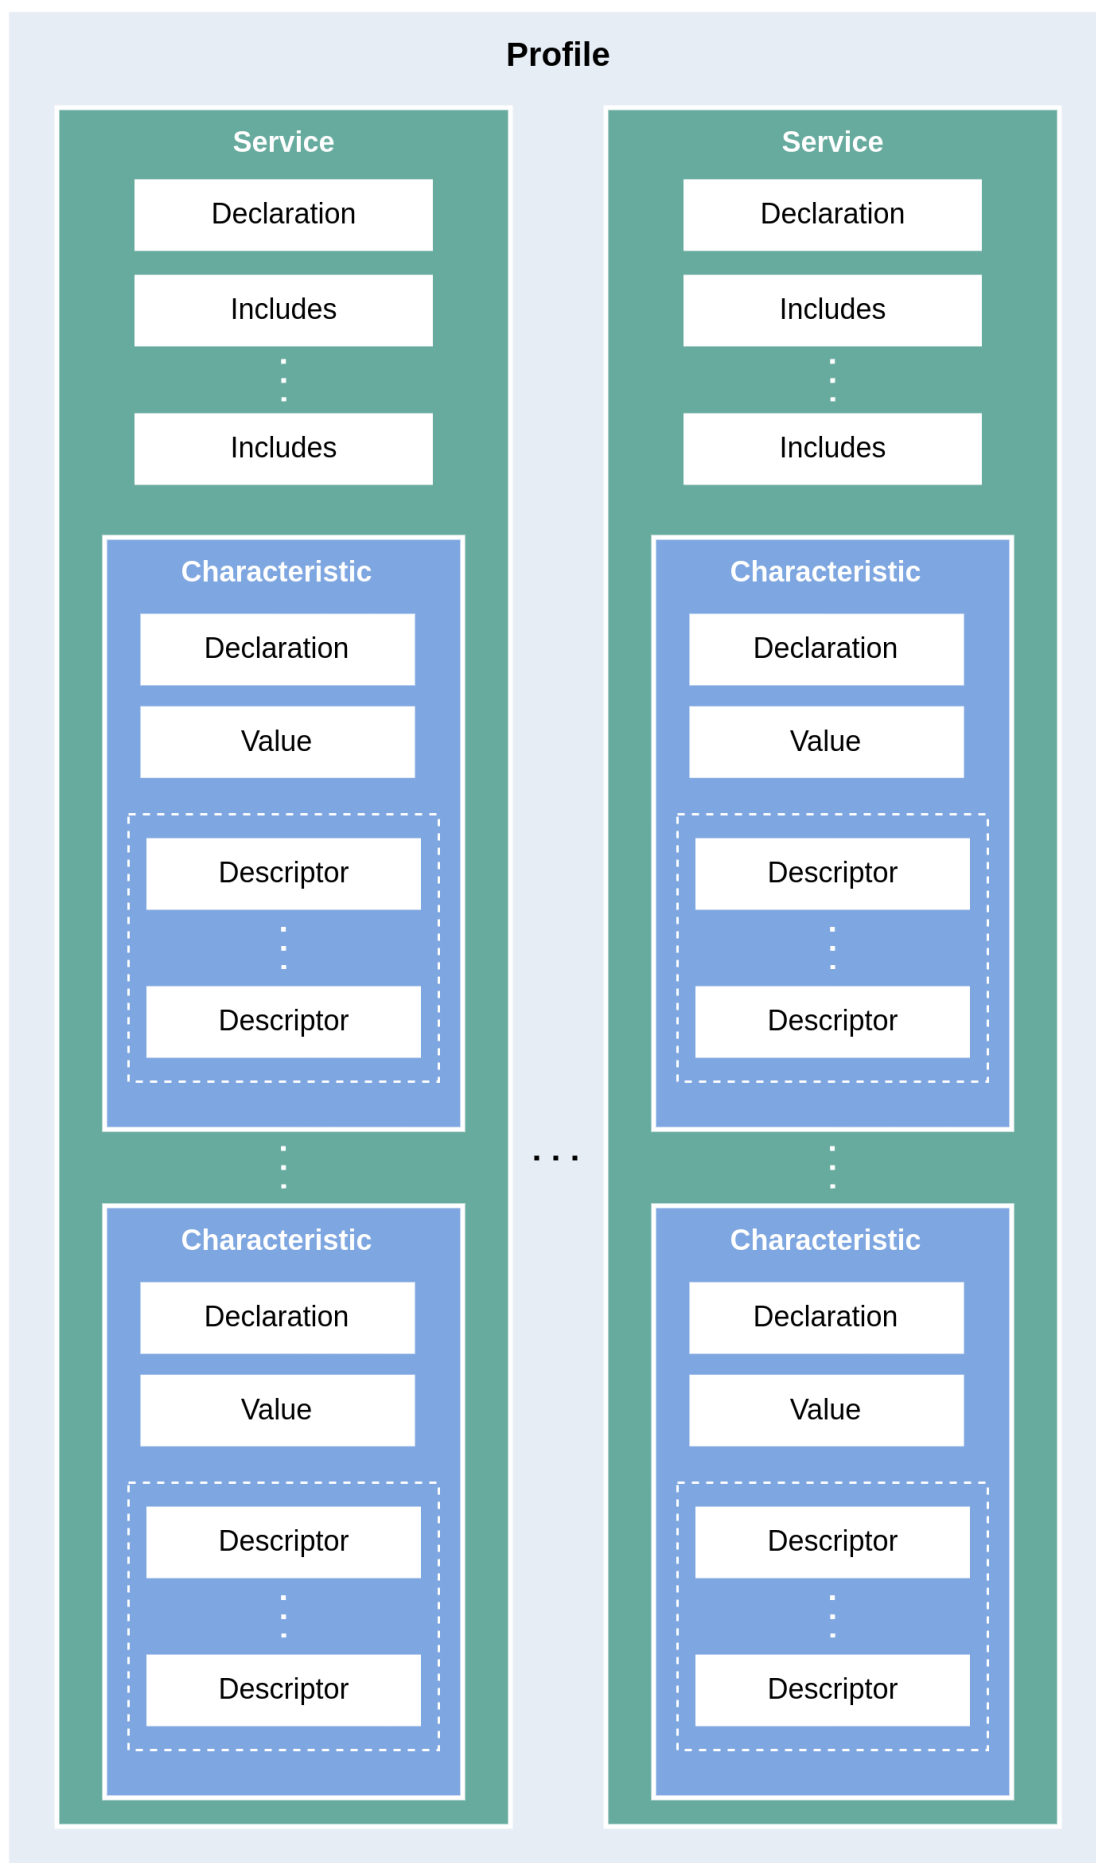 Profile
Service
Declaration
Includes
Includes
Characteristic
Declaration
Value
Descriptor
Descriptor
Characteristic
Declaration
Value
Descriptor
Descriptor
. . .
Service
Declaration
Includes
Includes
Characteristic
Declaration
Value
Descriptor
Descriptor
Characteristic
Declaration
Value
Descriptor
Descriptor